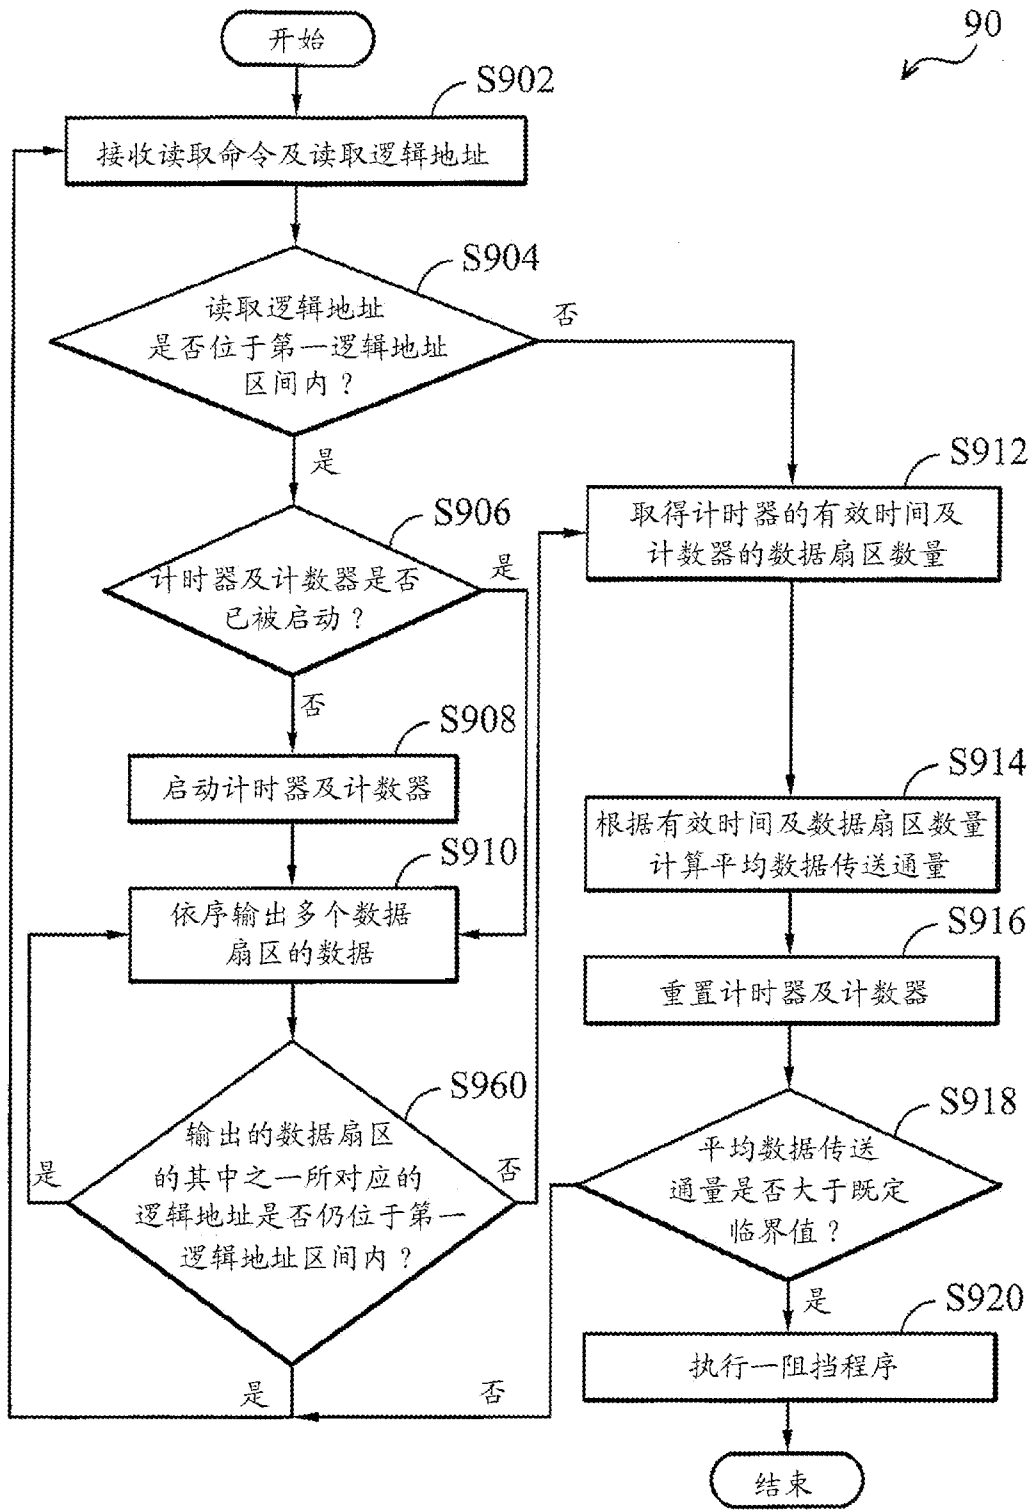 90
开始
S902
接收读取命令及读取逻辑地址
S904
读取逻辑地址
是否位于第一逻辑地址
区间内？
否
是
S906
计时器及计数器是否
已被启动？
是
否
S908
启动计时器及计数器
S910
依序输出多个数据
扇区的数据
S960
输出的数据扇区
的其中之一所对应的
逻辑地址是否仍位于第一
逻辑地址区间内？
是
否
是
S912
取得计时器的有效时间及
计数器的数据扇区数量
S914
根据有效时间及数据扇区数量
计算平均数据传送通量
S916
重置计时器及计数器
S918
平均数据传送
通量是否大于既定
临界值？
否
是
S920
执行一阻挡程序
结束